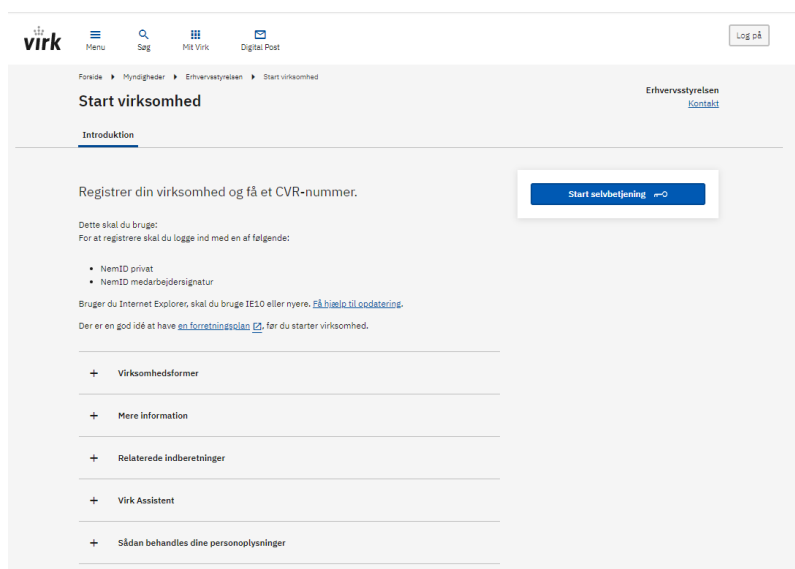 virk
Menu
Søg
Mit Virk
Digital Post
Log på
Forside Myndigheder Erhvervsstyrelsen Start virksomhed
Start virksomhed
Erhvervsstyrelsen
Kontakt
Introduktion
Registrer din virksomhed og få et CVR-nummer.
Start selvbetjening
Dette skal du bruge:
For at registrere skal du logge ind med en af følgende:
NemID privat
NemID medarbejdersignatur
Bruger du Internet Explorer, skal du bruge IE10 eller nyere. Få hjælp til opdatering.
Der er en god idé at have en forretningsplan, før du starter virksomhed.
+ Virksomhedsformer
+ Mere information
+ Relaterede indberetninger
+ Virk Assistent
+ Sådan behandles dine personoplysninger